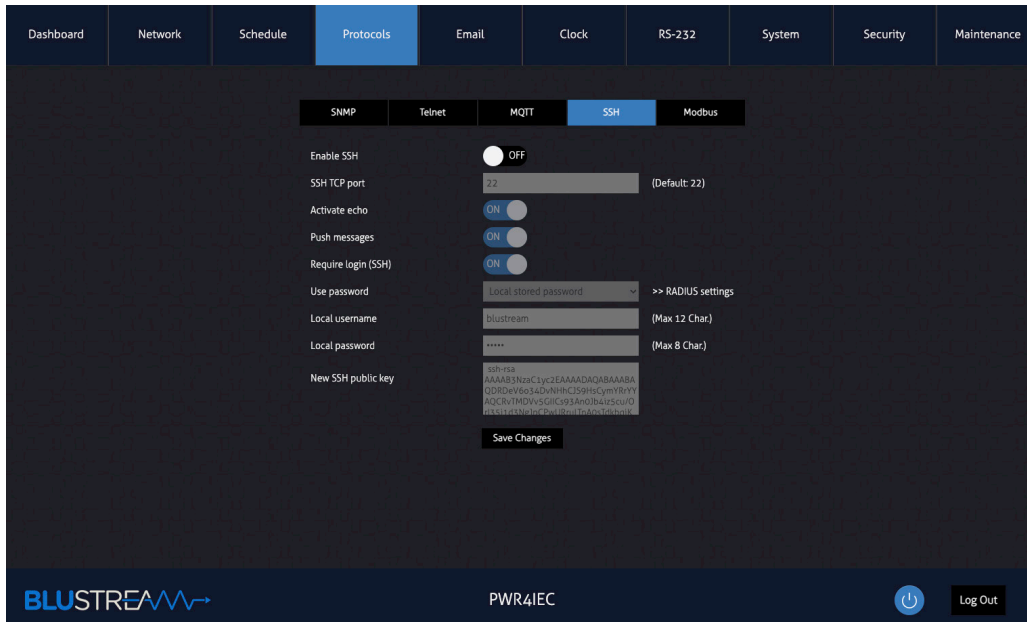 Dashboard Network Schedule Protocols Email Clock RS-232 System Security Maintenance
SNMP Telnet MQTT SSH Modbus
Enable SSH OFF
SSH TCP port 22 (Default: 22)
Activate echo ON
Push messages ON
Require login (SSH) ON
Use password Local stored password >> RADIUS settings
Local username blustream (Max 12 Char.)
Local password ••••• (Max 8 Char.)
New SSH public key ssh-rsa
Save Changes
BLUSTREAM PWR4IEC Log Out